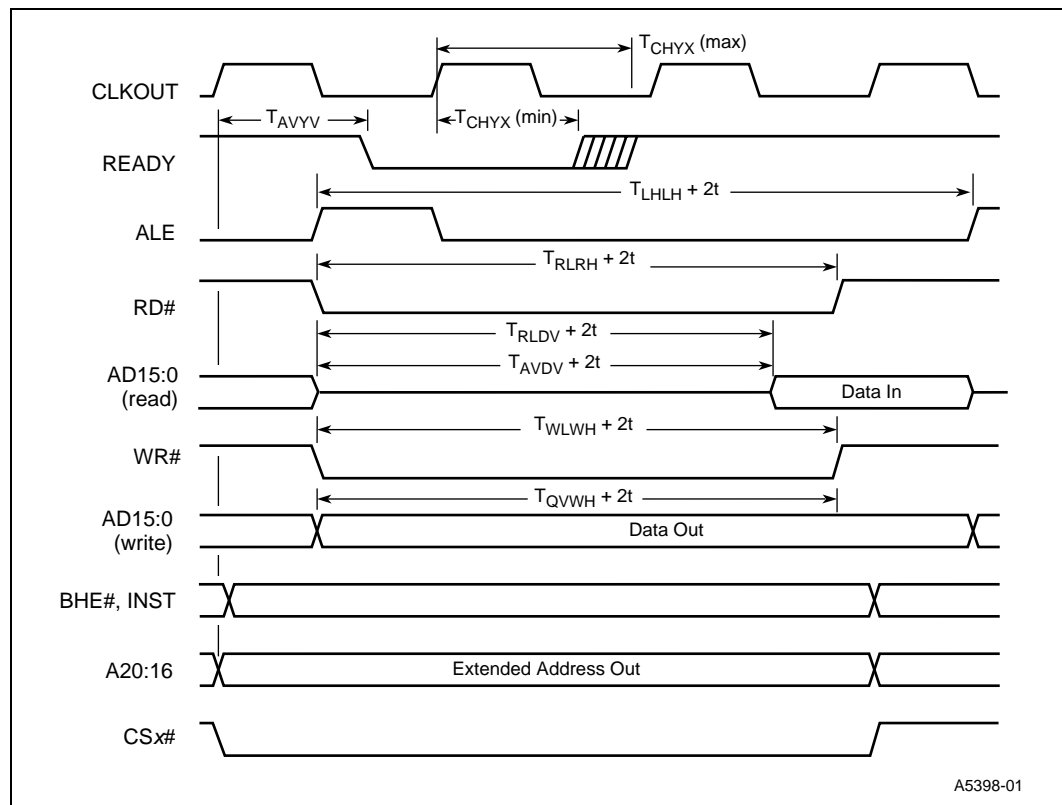 T_CHYX (max)
CLKOUT
T_AVYV
T_CHYX (min)
READY
T_LHLH + 2t
ALE
T_RLRH + 2t
RD#
T_RLDV + 2t
AD15:0
(read)
T_AVDV + 2t
Data In
T_WLWH + 2t
WR#
T_QVWH + 2t
AD15:0
(write)
Data Out
BHE#, INST
A20:16
Extended Address Out
CSx#
A5398-01